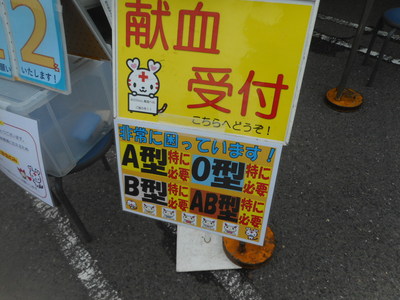 献血
受付
こちらへどうぞ！
非常に困っています！
A型特に必要
O型特に必要
B型特に必要
AB型特に必要
2名
いたします！